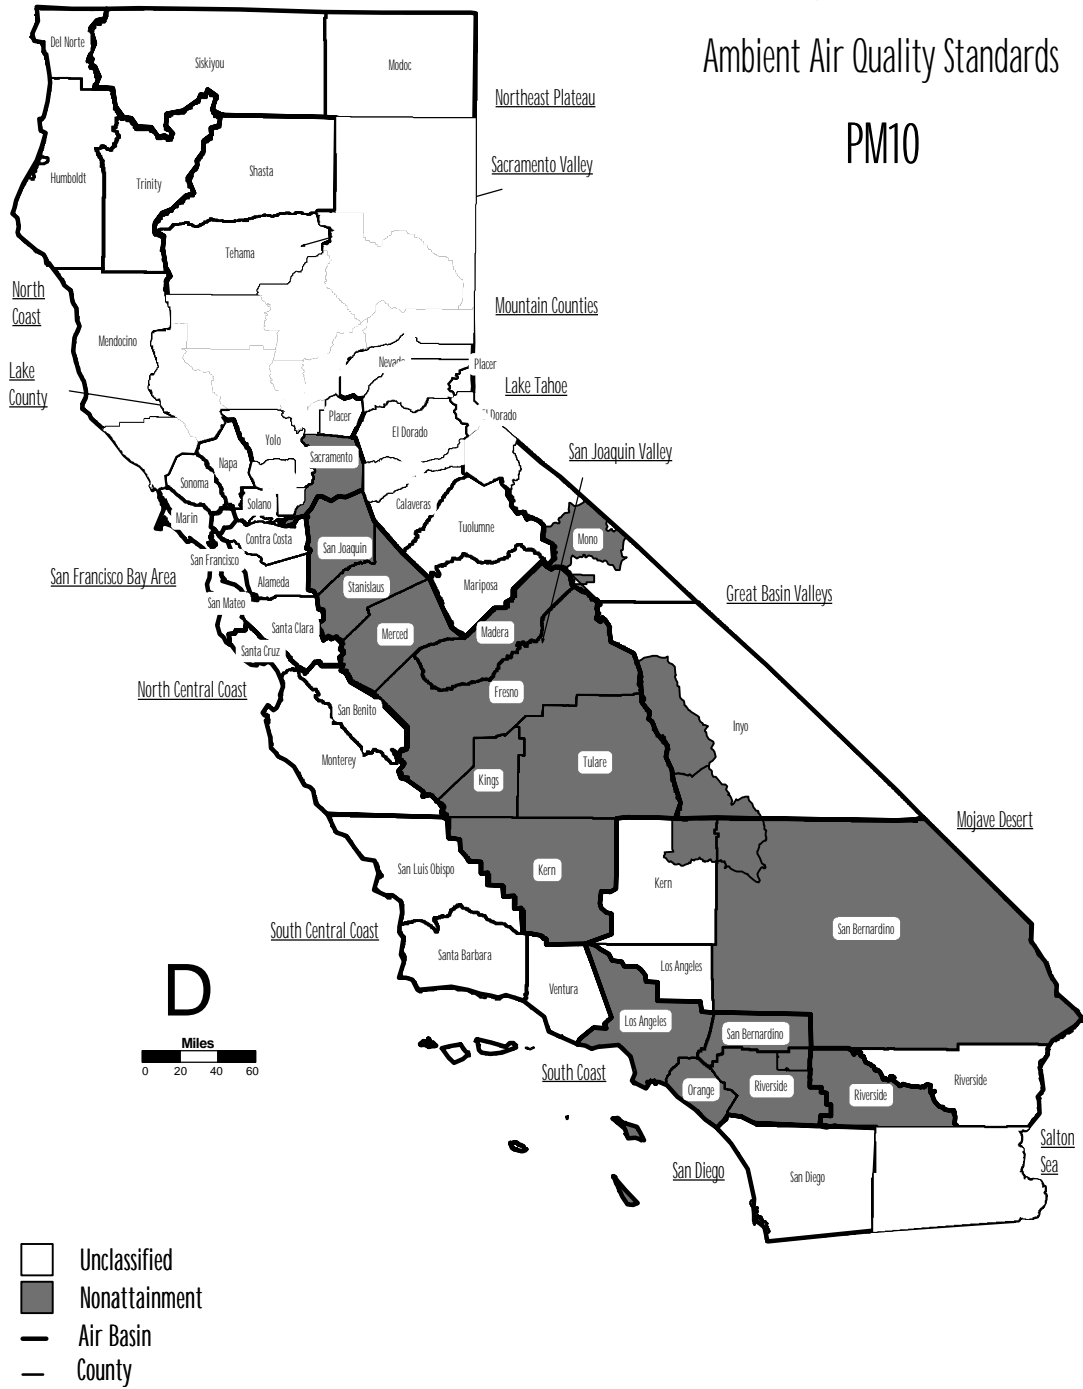 Ambient Air Quality Standards
PM10
Del Norte
Siskiyou
Modoc
Northeast Plateau
Sacramento Valley
Shasta
Humboldt
Trinity
Tehama
North
Coast
Mountain Counties
Mendocino
Nevada
Placer
Lake
County
Lake Tahoe
Placer
El Dorado
El Dorado
Yolo
Sacramento
San Joaquin Valley
Napa
Sonoma
Solano
Calaveras
Marin
Tuolumne
Contra Costa
San Joaquin
Mono
San Francisco
San Francisco Bay Area
Alameda
Stanislaus
Mariposa
Great Basin Valleys
San Mateo
Santa Clara
Merced
Madera
Santa Cruz
North Central Coast
Fresno
San Benito
Inyo
Monterey
Tulare
Kings
Mojave Desert
San Luis Obispo
Kern
Kern
South Central Coast
San Bernardino
Santa Barbara
Los Angeles
D
Ventura
Los Angeles
San Bernardino
Miles
0 20 40 60
South Coast
Orange
Riverside
Riverside
Riverside
Salton
Sea
San Diego
San Diego
Unclassified
Nonattainment
Air Basin
County